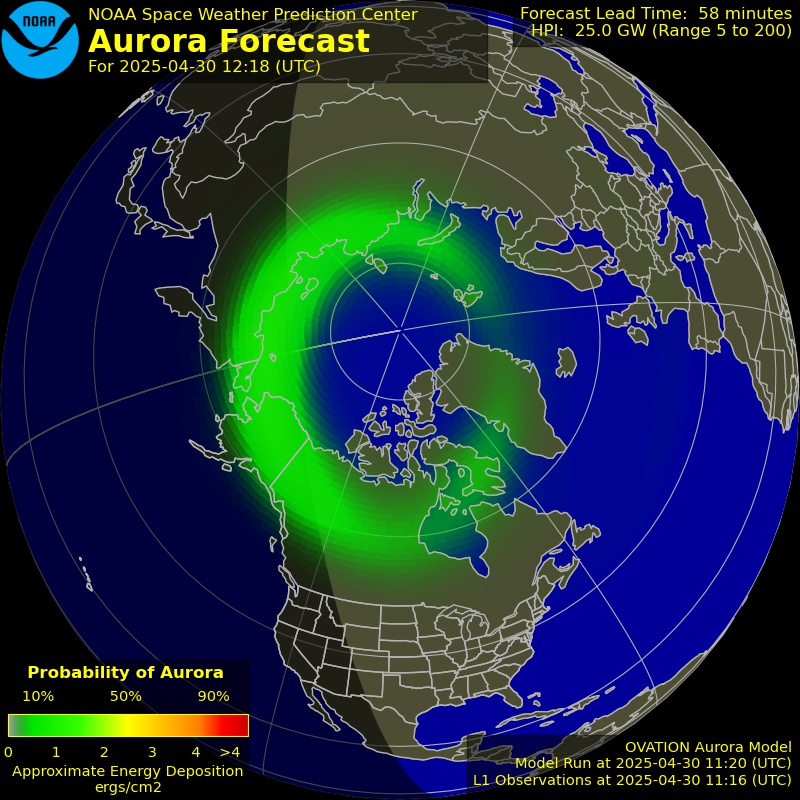 NOAA
NOAA Space Weather Prediction Center
Aurora Forecast
For 2025-04-30 12:18 (UTC)
Forecast Lead Time: 58 minutes
HPI: 25.0 GW (Range 5 to 200)
Probability of Aurora
10% 50% 90%
0 1 2 3 4 >4
Approximate Energy Deposition
ergs/cm2
OVATION Aurora Model
Model Run at 2025-04-30 11:20 (UTC)
L1 Observations at 2025-04-30 11:16 (UTC)